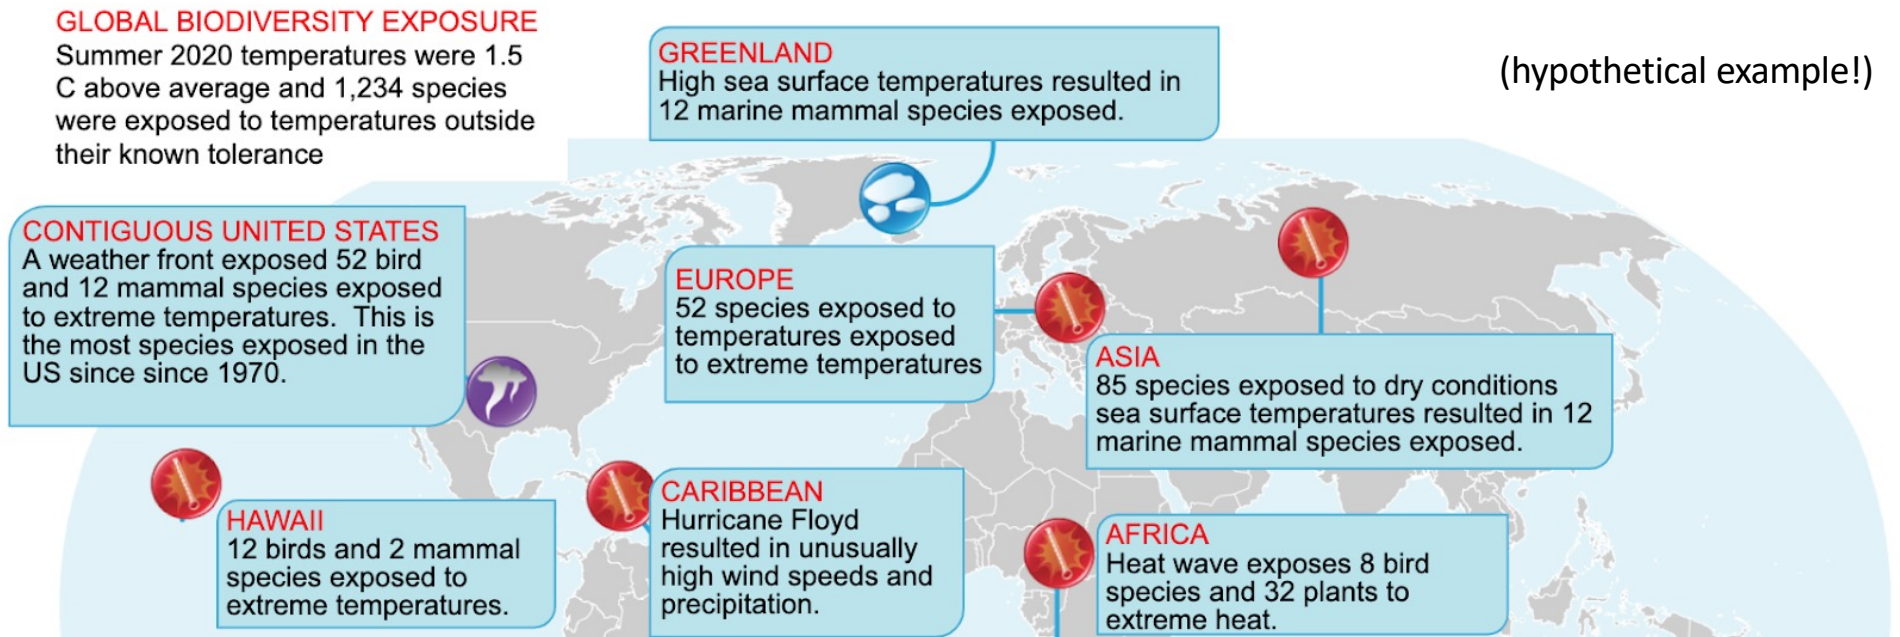 GLOBAL BIODIVERSITY EXPOSURE
Summer 2020 temperatures were 1.5
C above average and 1,234 species
were exposed to temperatures outside
their known tolerance
GREENLAND
High sea surface temperatures resulted in
12 marine mammal species exposed.
(hypothetical example!)
CONTIGUOUS UNITED STATES
A weather front exposed 52 bird
and 12 mammal species exposed
to extreme temperatures.  This is
the most species exposed in the
US since since 1970.
EUROPE
52 species exposed to
temperatures exposed
to extreme temperatures
ASIA
85 species exposed to dry conditions
sea surface temperatures resulted in 12
marine mammal species exposed.
HAWAII
12 birds and 2 mammal
species exposed to
extreme temperatures.
CARIBBEAN
Hurricane Floyd
resulted in unusually
high wind speeds and
precipitation.
AFRICA
Heat wave exposes 8 bird
species and 32 plants to
extreme heat.